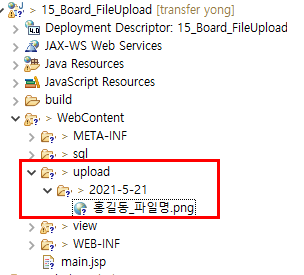 > 15_Board_FileUpload [transfer yong]
Deployment Descriptor: 15_Board_FileUpload
JAX-WS Web Services
> Java Resources
JavaScript Resources
> build
> WebContent
> META-INF
> sql
> upload
> 2021-5-21
홍길동_파일명.png
> view
> WEB-INF
main.jsp